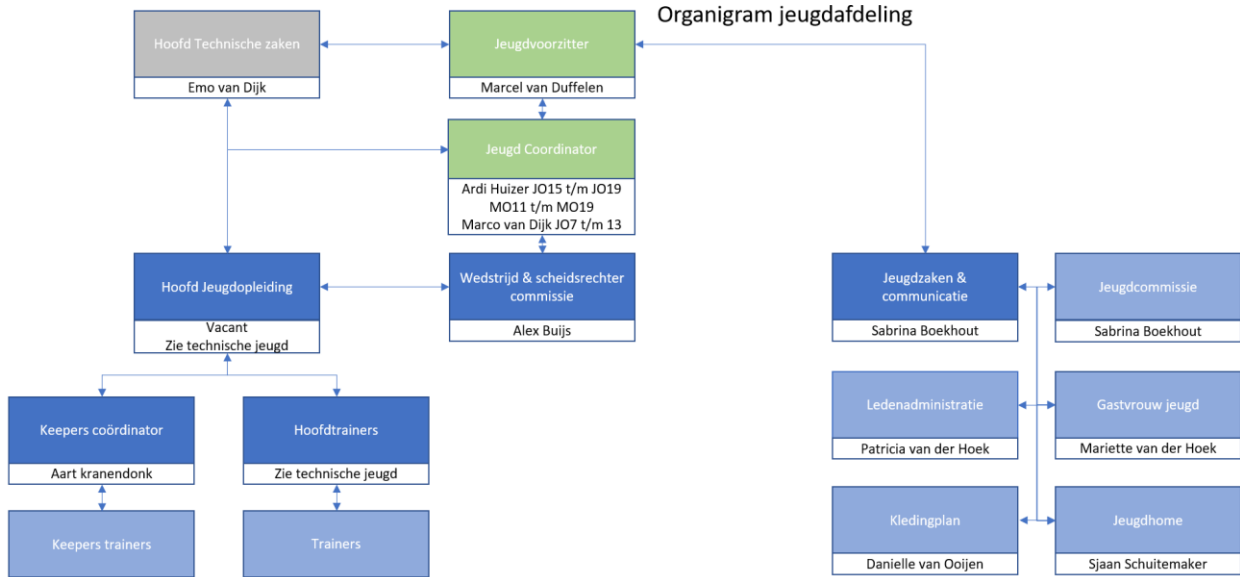 Organigram jeugdafdeling
Hoofd Technische zaken
Emo van Dijk
Jeugdvoorzitter
Marcel van Duffelen
Jeugd Coordinator
Ardi Huizer JO15 t/m JO19
MO11 t/m MO19
Marco van Dijk JO7 t/m 13
Hoofd Jeugdopleiding
Vacant
Zie technische jeugd
Wedstrijd & scheidsrechter
commissie
Alex Buijs
Jeugdzaken &
communicatie
Sabrina Boekhout
Jeugdcommissie
Sabrina Boekhout
Keepers coördinator
Aart kranendonk
Hoofdtrainers
Zie technische jeugd
Ledenadministratie
Patricia van der Hoek
Gastvrouw jeugd
Mariette van der Hoek
Keepers trainers
Trainers
Kledingplan
Danielle van Ooijen
Jeugdhome
Sjaan Schuitemaker